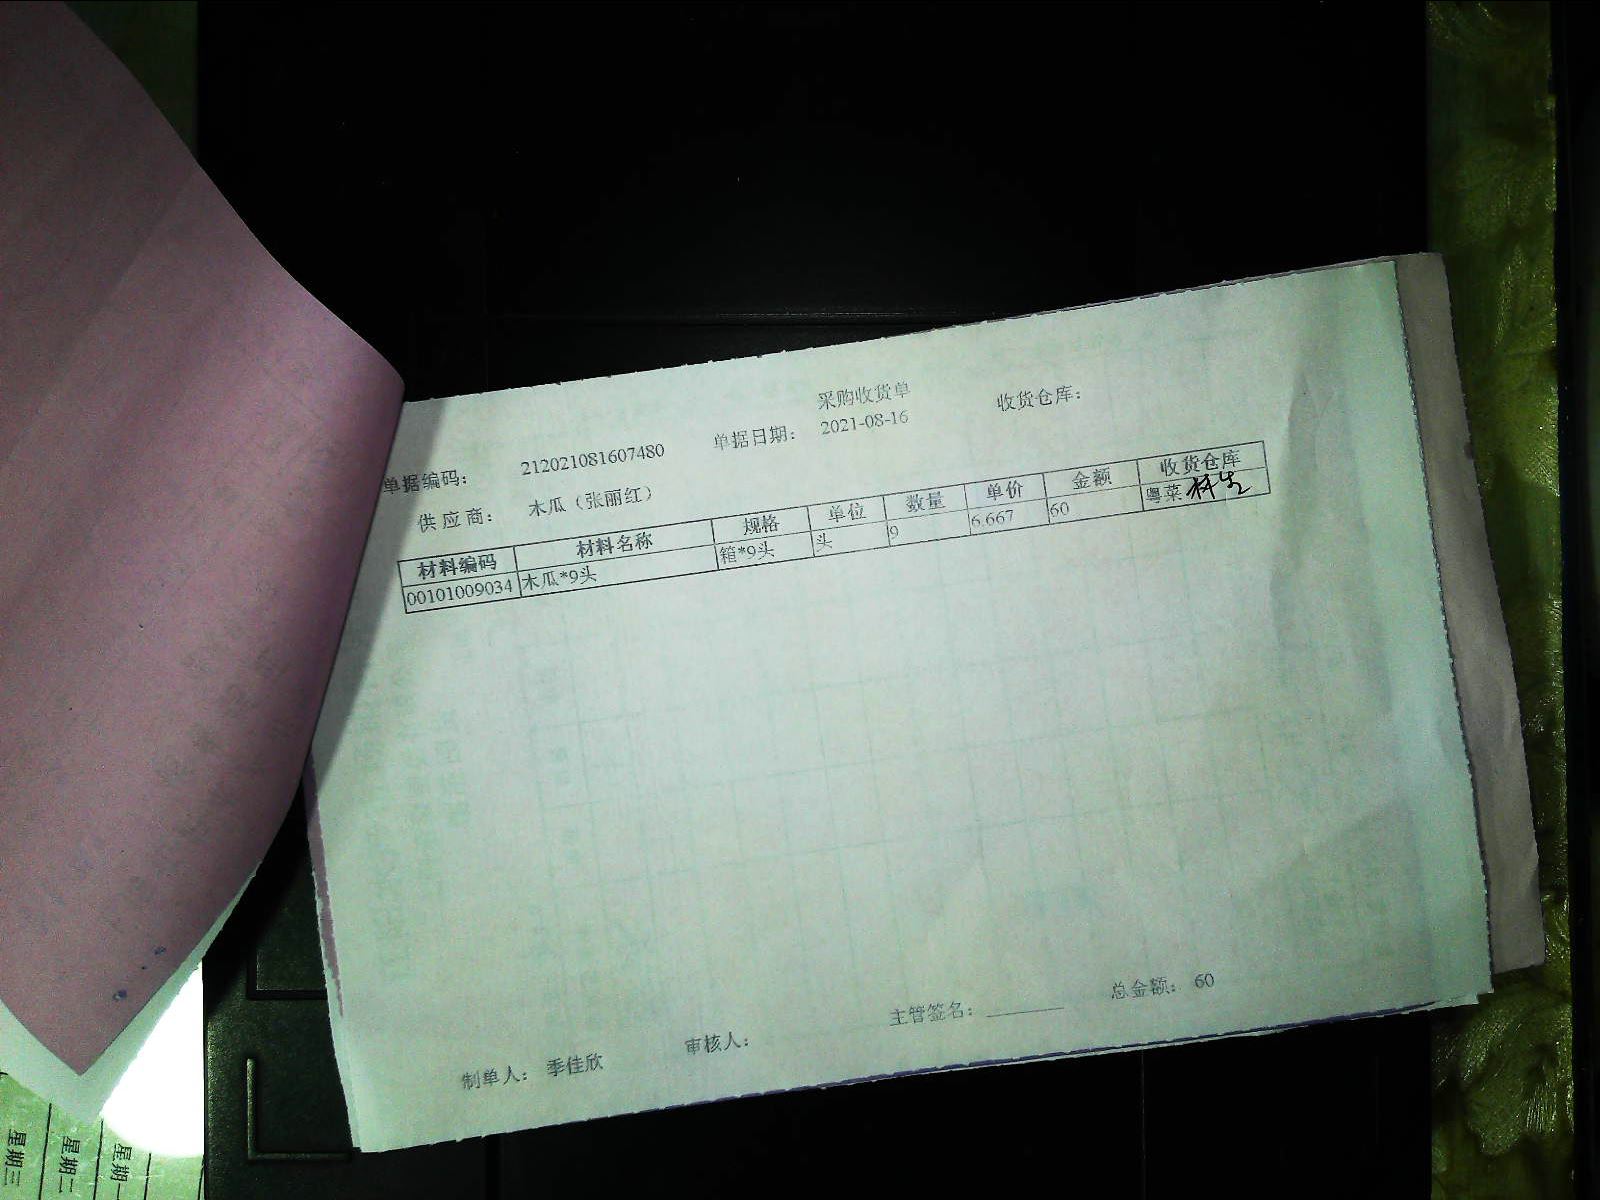 采购收货单
单据编码： 212021081607480 单据日期： 2021-08-16 收货仓库：
供应商： 木瓜（张丽红）
材料编码 材料名称 规格 单位 数量 单价 金额 收货仓库
00101009034 木瓜*9头 箱*9头 头 9 6.667 60 粤菜
制单人： 季佳欣 审核人： 主管签名： 总金额： 60
星期一
星期二
星期三